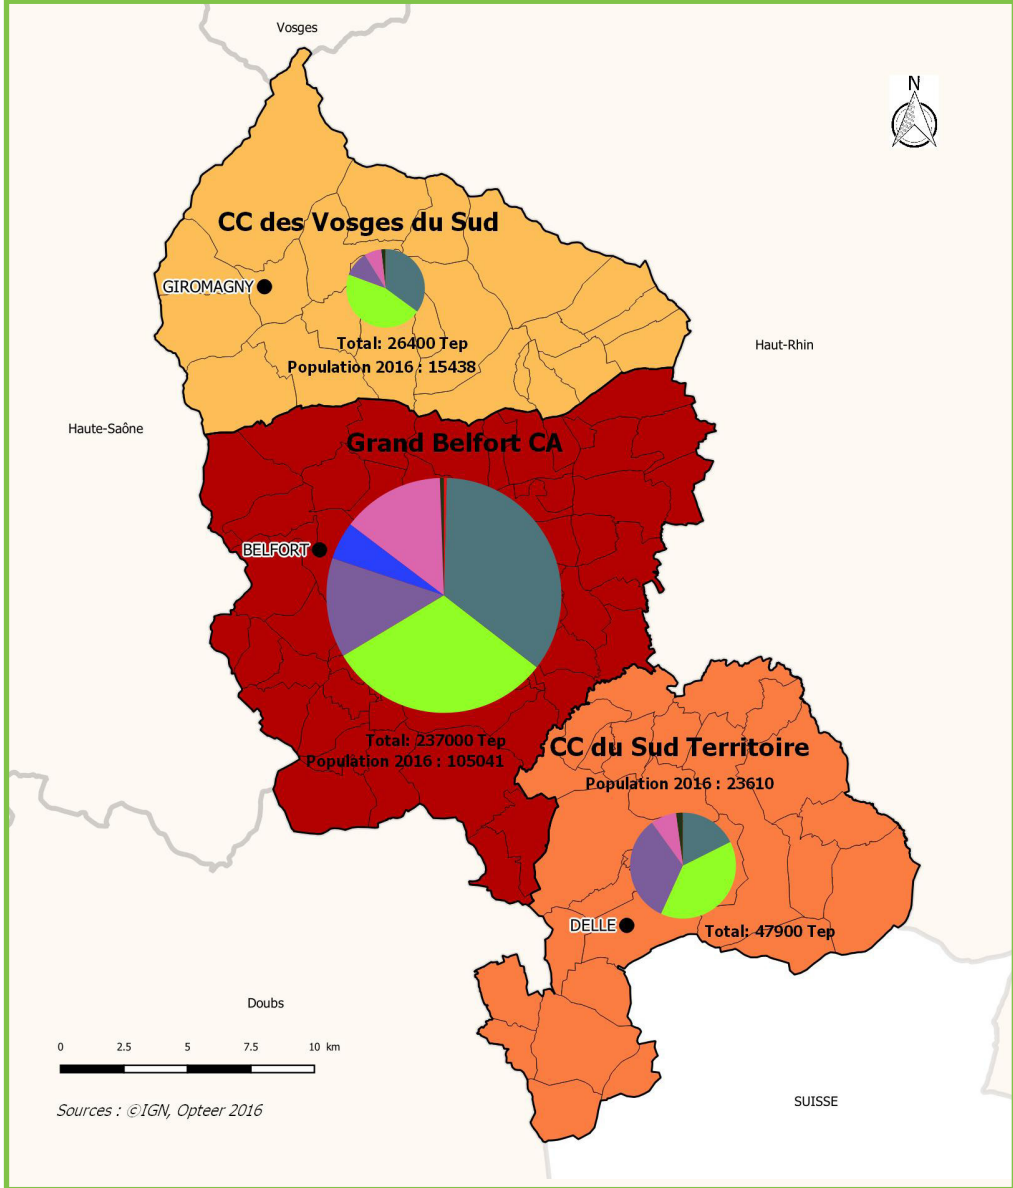 Vosges
N
CC des Vosges du Sud
GIROMAGNY
Total: 26400 Tep
Haut-Rhin
Population 2016 : 15438
Haute-Saône
Grand Belfort CA
BELFORT
Total: 237000 Tep
Population 2016 : 105041
CC du Sud Territoire
Population 2016 : 23610
DELLE
Total: 47900 Tep
Doubs
0 2.5 5 7.5 10 km
SUISSE
Sources : ©IGN, Opteer 2016